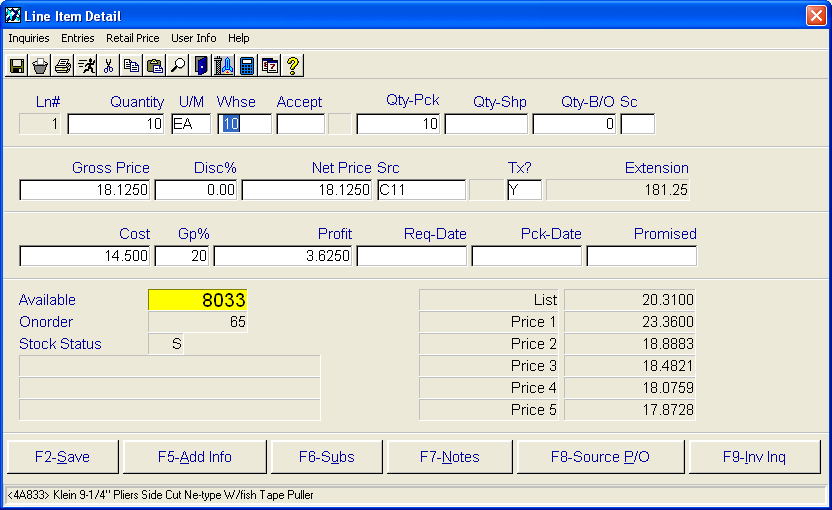 Line Item Detail
Inquiries Entries Retail Price User Info Help
Ln# Quantity U/M Whse Accept Qty-Pck Qty-Shp Qty-B/O Sc
1 10 EA 10 10 0
Gross Price Disc% Net Price Src Tx? Extension
18.1250 0.00 18.1250 C11 Y 181.25
Cost Gp% Profit Req-Date Pck-Date Promised
14.500 20 3.6250
Available 8033 List 20.3100
Onorder 65 Price 1 23.3600
Stock Status S Price 2 18.8883
Price 3 18.4821
Price 4 18.0759
Price 5 17.8728
F2-Save F5-Add Info F6-Subs F7-Notes F8-Source P/O F9-Inv Inq
<4A833> Klein 9-1/4" Pliers Side Cut Ne-type W/fish Tape Puller